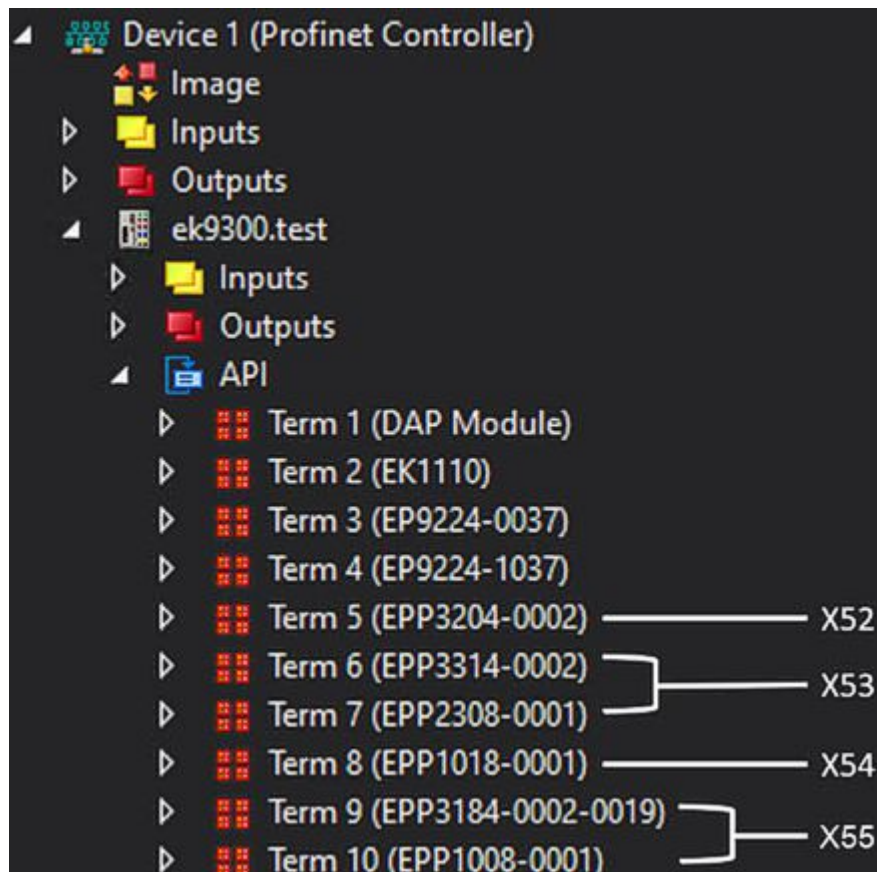 Device 1 (Profinet Controller)
Image
Inputs
Outputs
ek9300.test
Inputs
Outputs
API
Term 1 (DAP Module)
Term 2 (EK1110)
Term 3 (EP9224-0037)
Term 4 (EP9224-1037)
Term 5 (EPP3204-0002) X52
Term 6 (EPP3314-0002)
X53
Term 7 (EPP2308-0001)
Term 8 (EPP1018-0001) X54
Term 9 (EPP3184-0002-0019)
X55
Term 10 (EPP1008-0001)